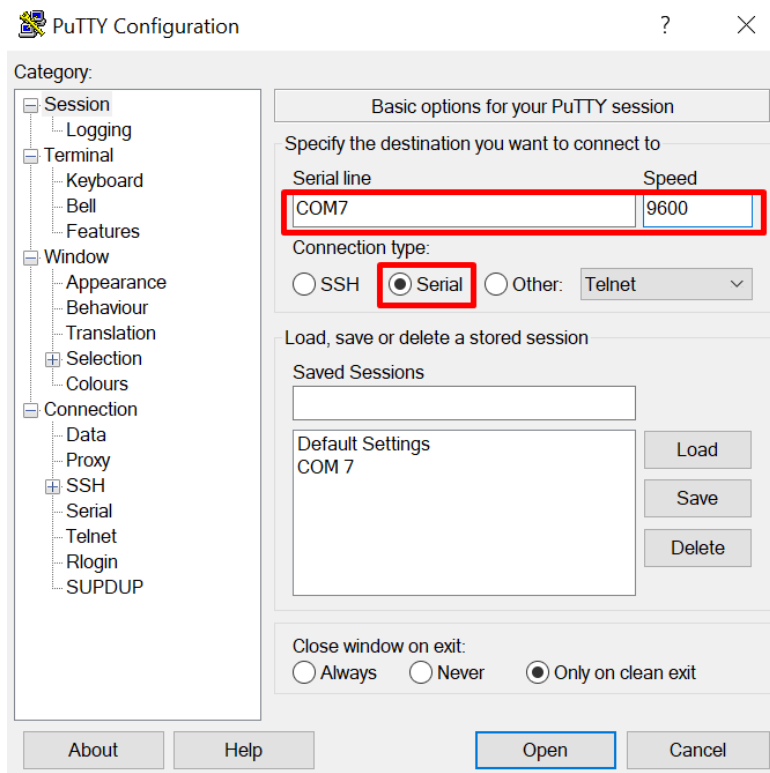 PuTTY Configuration
?
Category:
Session
Logging
Terminal
Keyboard
Bell
Features
Window
Appearance
Behaviour
Translation
Selection
Colours
Connection
Data
Proxy
SSH
Serial
Telnet
Rlogin
SUPDUP
Basic options for your PuTTY session
Specify the destination you want to connect to
Serial line Speed
COM7 9600
Connection type:
SSH Serial Other: Telnet
Load, save or delete a stored session
Saved Sessions
Default Settings
COM 7
Load
Save
Delete
Close window on exit:
Always Never Only on clean exit
About Help Open Cancel